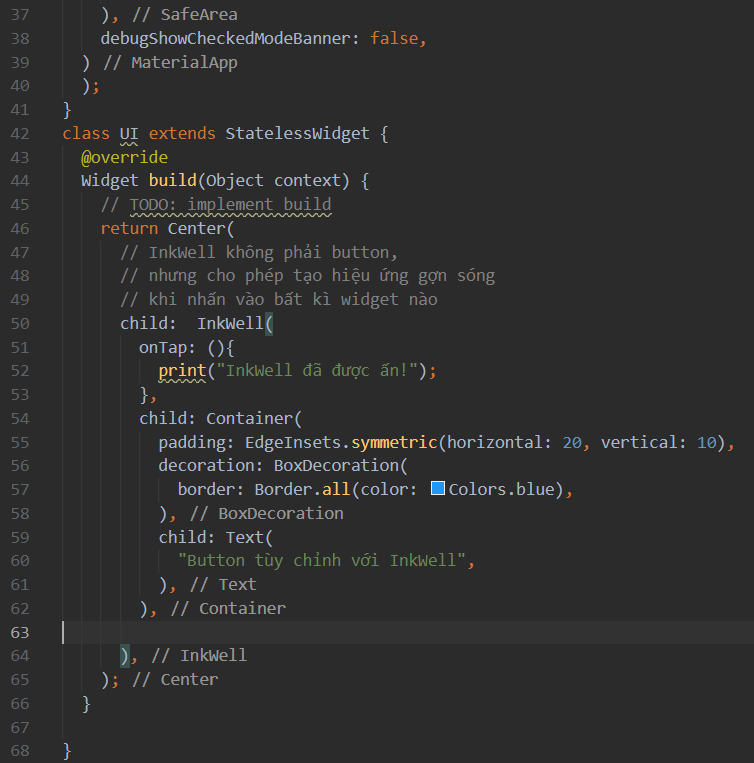 37 ), // SafeArea
38 debugShowCheckedModeBanner: false,
39 ) // MaterialApp
40 );
41 }
42 class UI extends StatelessWidget {
43 @override
44 Widget build(Object context) {
45 // TODO: implement build
46 return Center(
47 // InkWell không phải button,
48 // nhưng cho phép tạo hiệu ứng gợn sóng
49 // khi nhấn vào bất kì widget nào
50 child:  InkWell(
51 onTap: (){
52 print("InkWell đã được ấn!");
53 },
54 child: Container(
55 padding: EdgeInsets.symmetric(horizontal: 20, vertical: 10),
56 decoration: BoxDecoration(
57 border: Border.all(color: Colors.blue),
58 ), // BoxDecoration
59 child: Text(
60 "Button tùy chỉnh với InkWell",
61 ), // Text
62 ), // Container
63
64 ), // InkWell
65 ); // Center
66 }
67
68 }